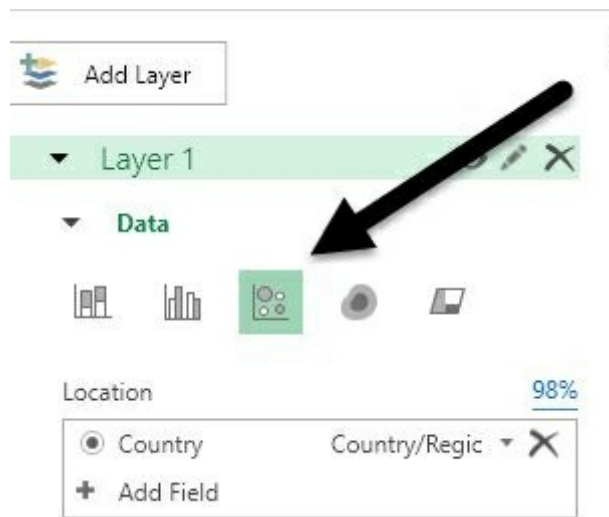 Add Layer
Layer 1
Data
Location 98%
Country Country/Regic
Add Field